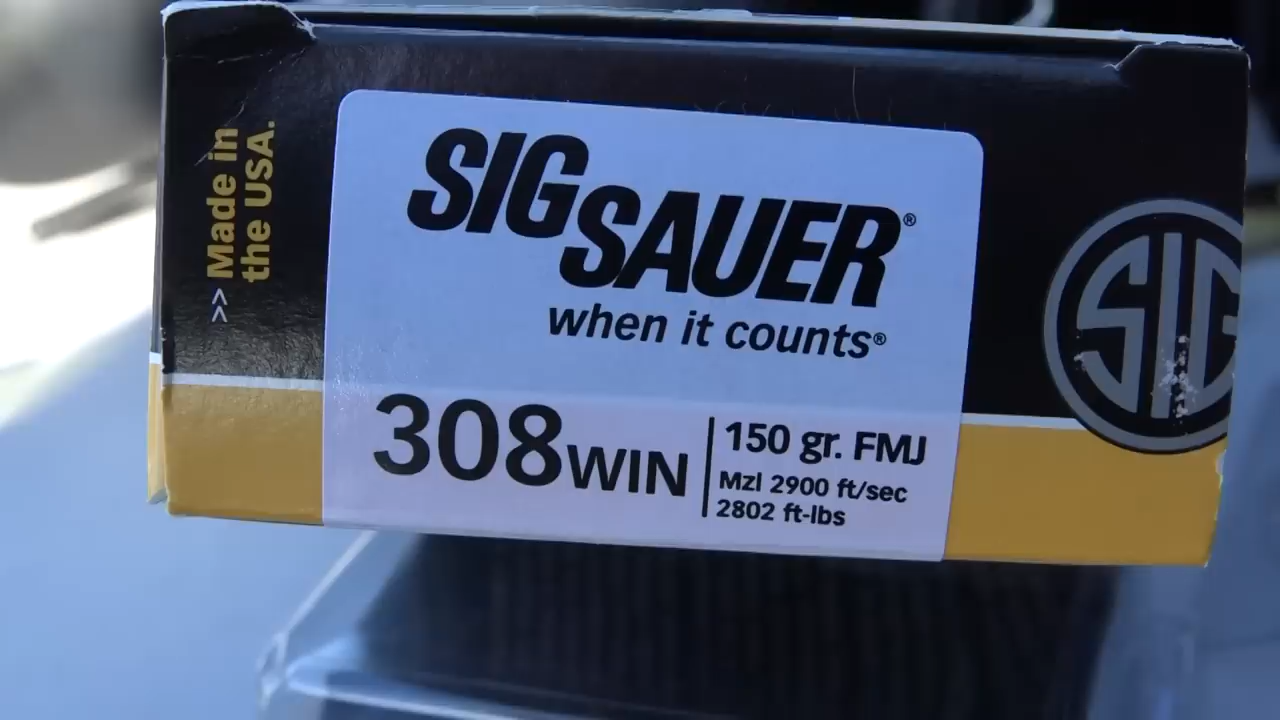 >> Made in
the USA.
SIG SAUER®
when it counts®
308 WIN
150 gr. FMJ
Mzl 2900 ft/sec
2802 ft-lbs
SIG